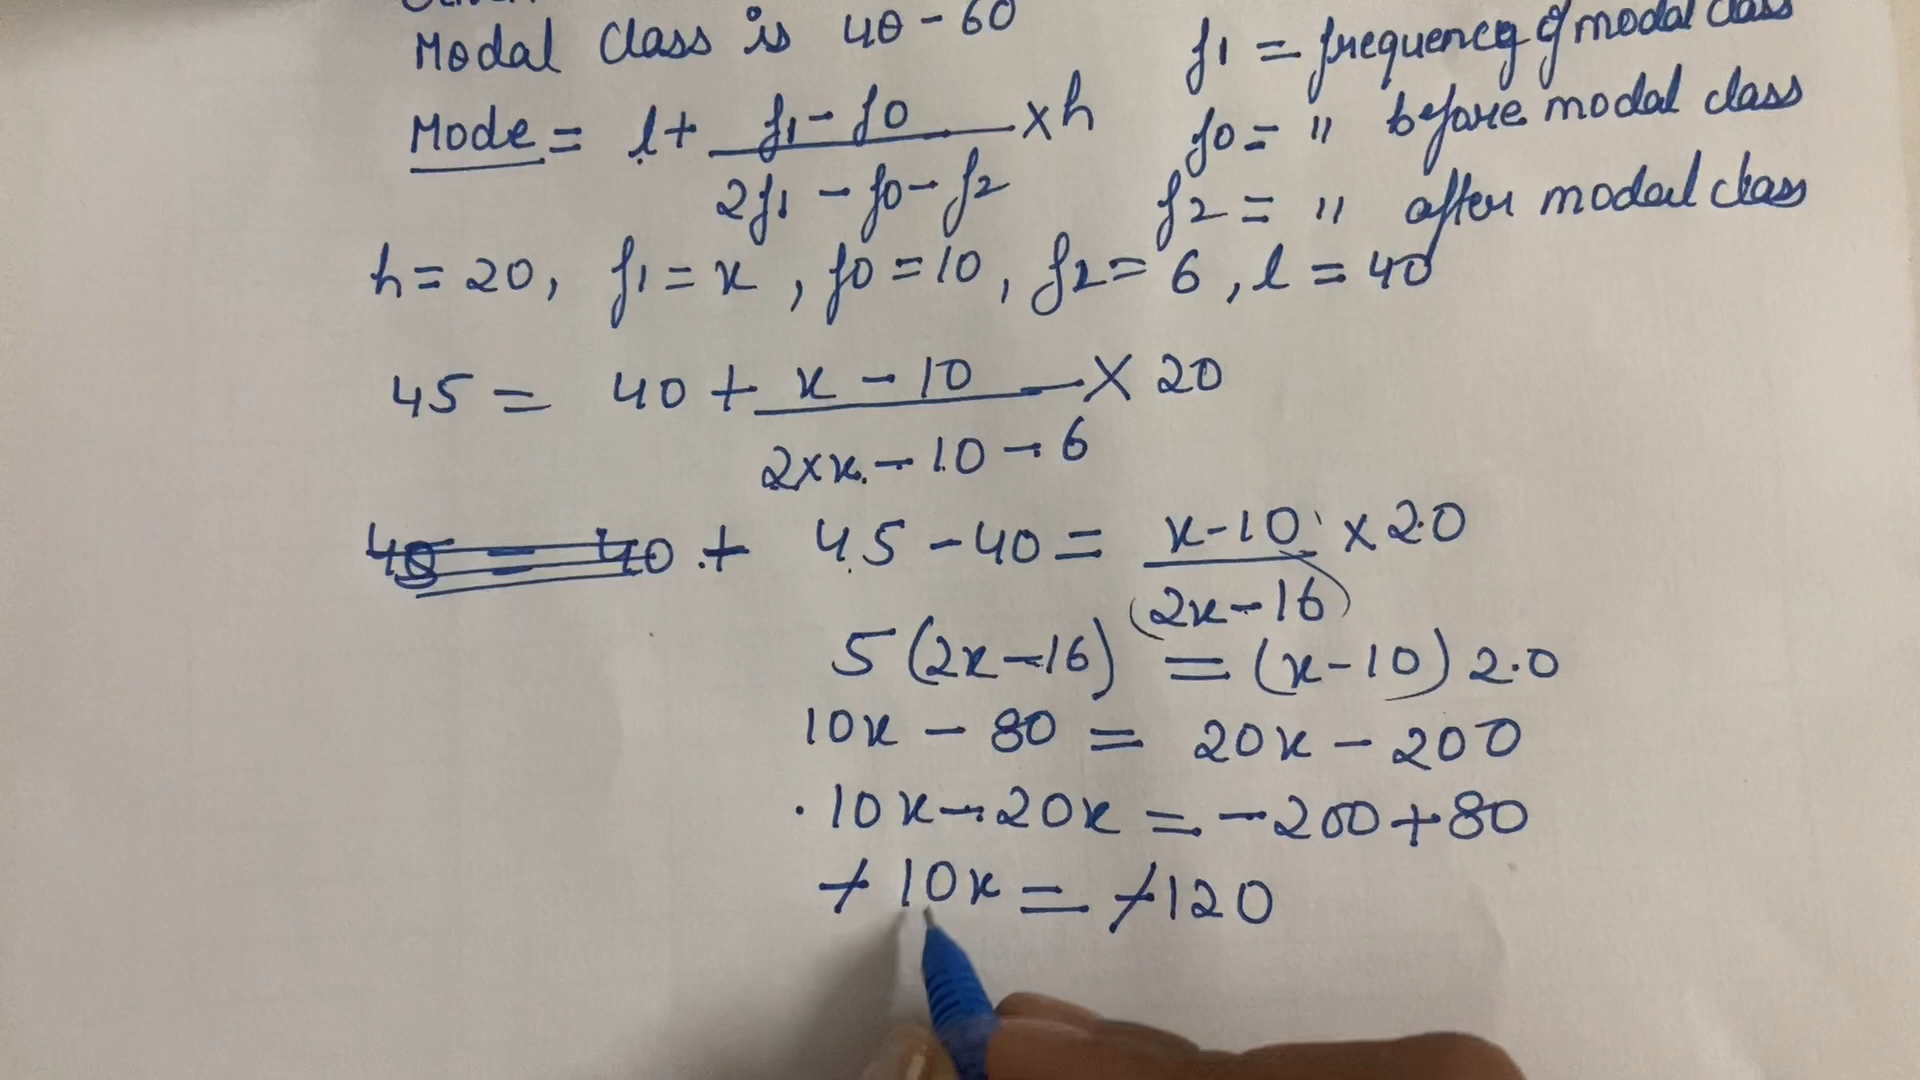 Modal class is 40-60
f1 = frequency of modal class
Mode = l + f1 - f0 / 2f1 - f0 - f2 × h
f0 = " before modal class
f2 = " after modal class
h = 20, f1 = x, f0 = 10, f2 = 6, l = 40
45 = 40 + x - 10 / 2×x - 10 - 6 × 20
45 = 40 + 45 - 40 = x-10 / (2x-16) × 20
5(2x-16) = (x-10) 20
10x - 80 = 20x - 200
10x - 20x = -200 + 80
-10x = -120